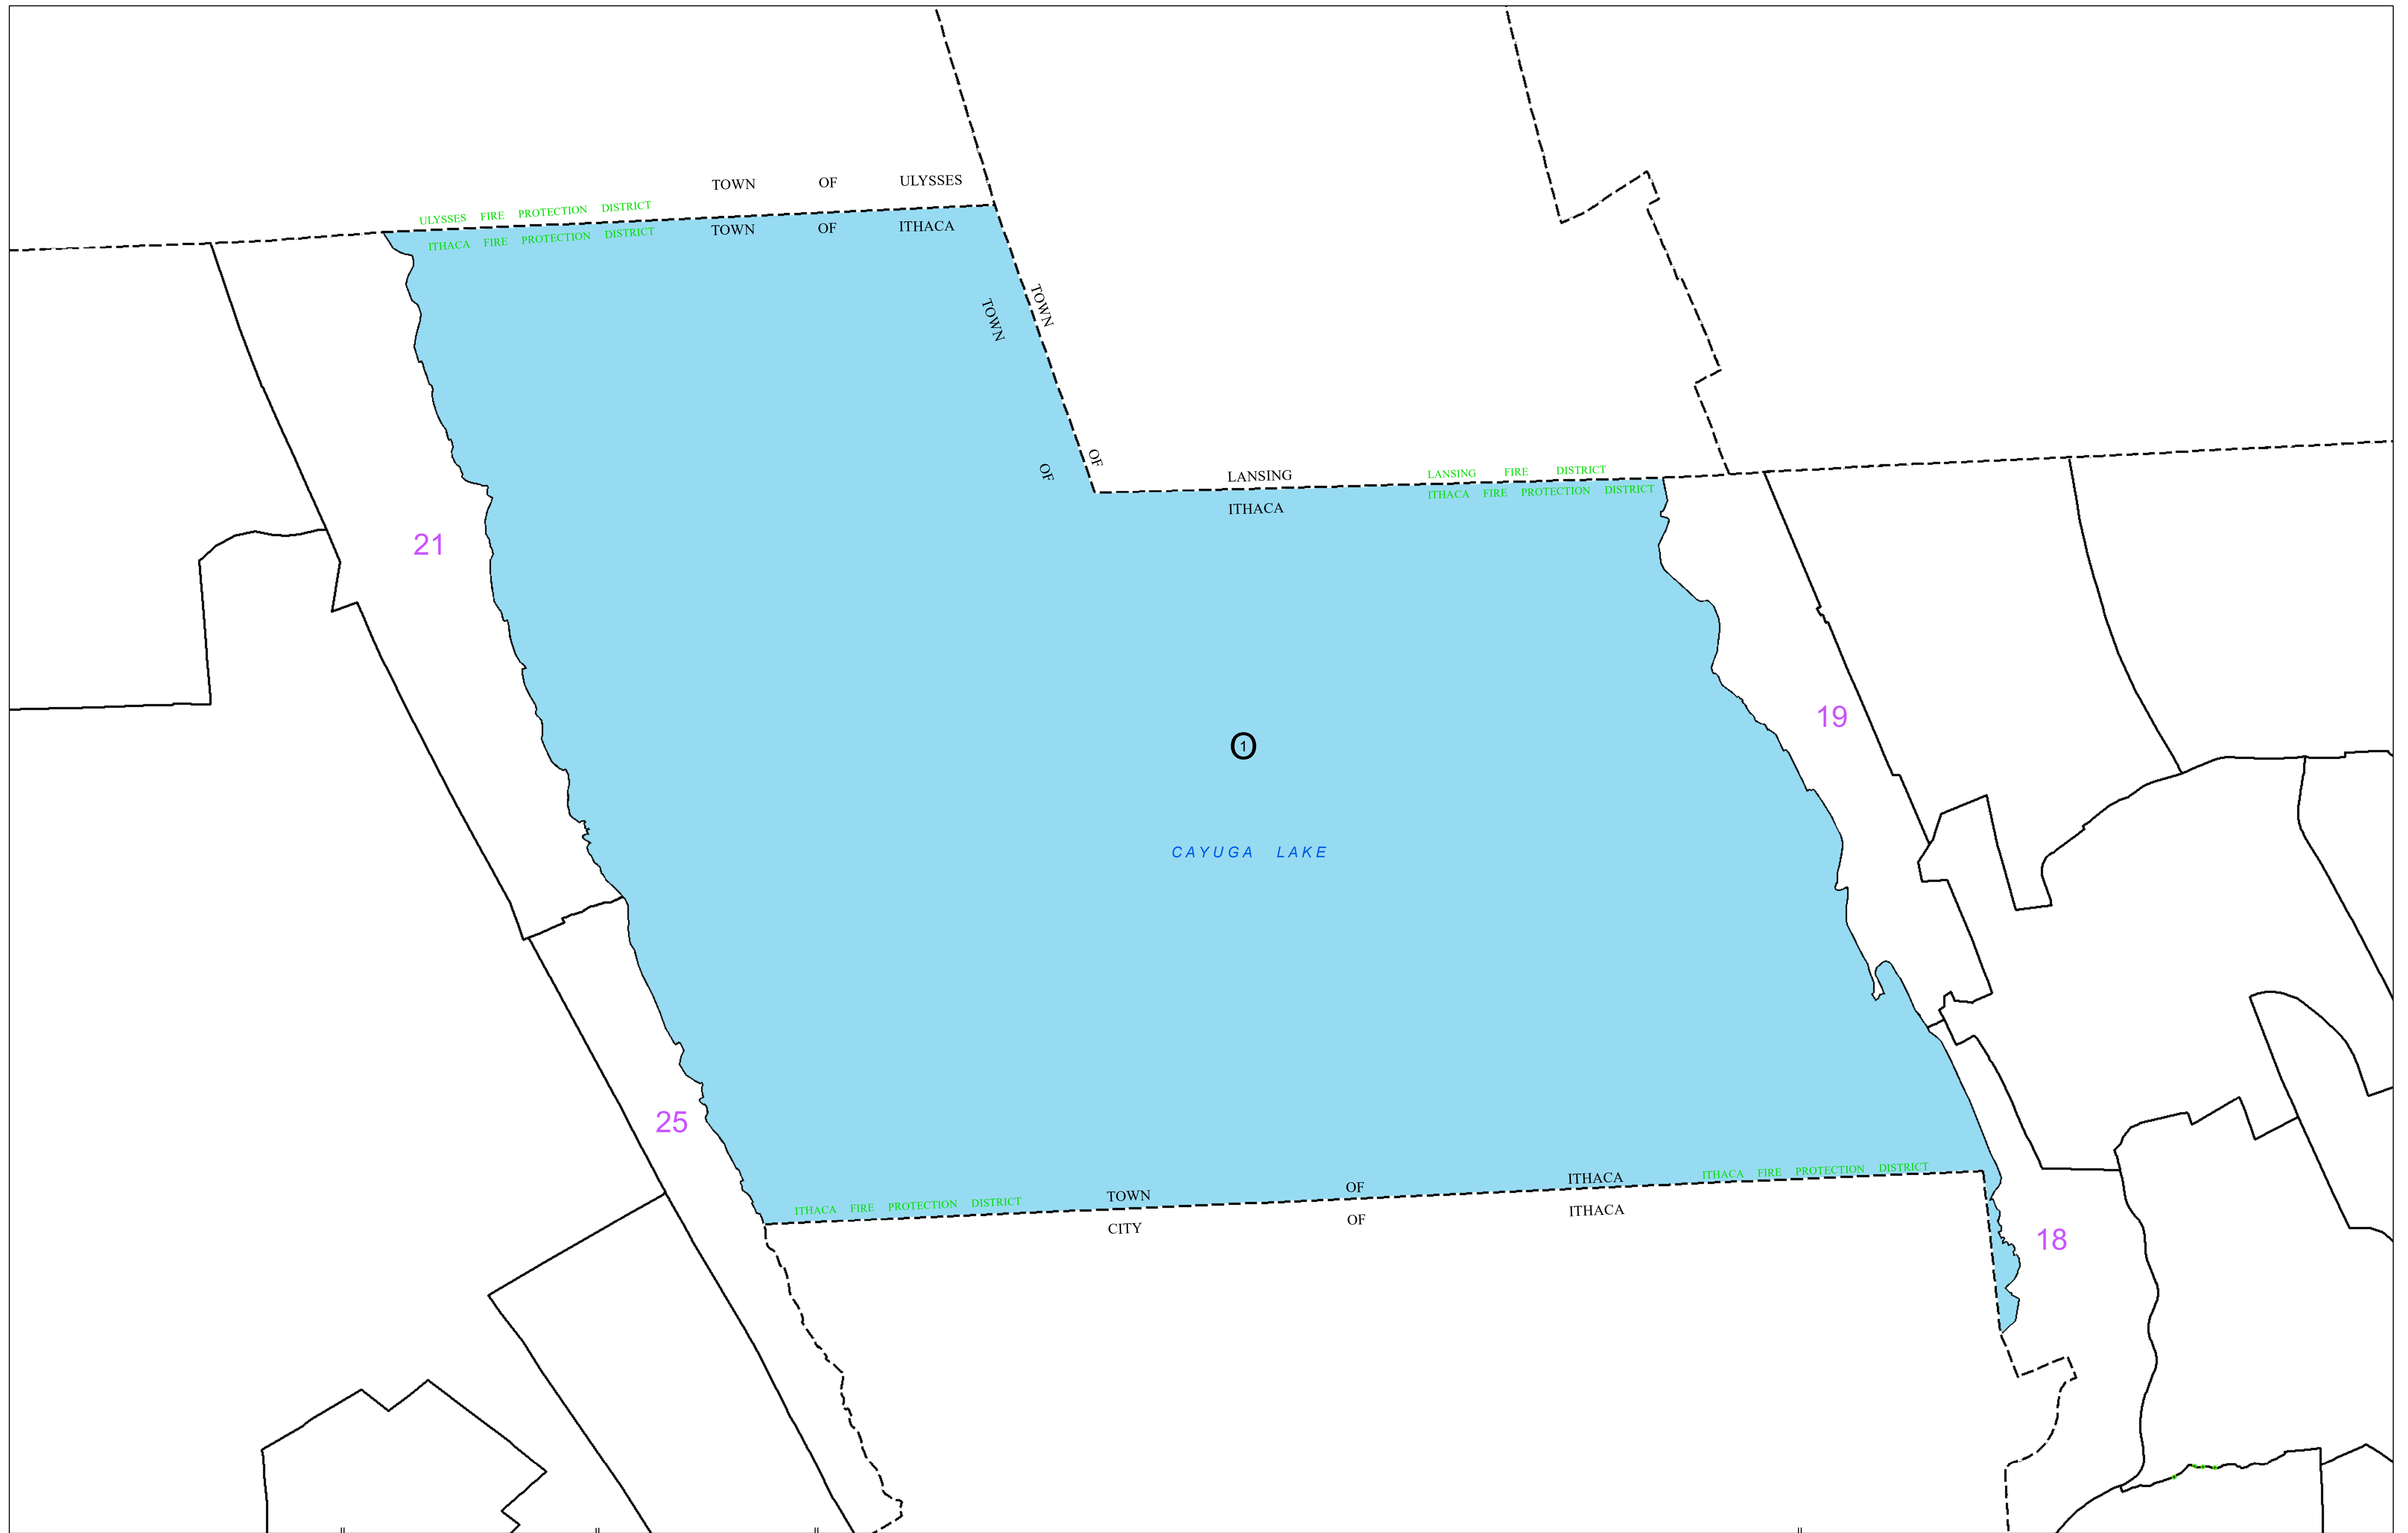 TOWN OF ULYSSES
ULYSSES FIRE PROTECTION DISTRICT
TOWN OF ITHACA
ITHACA FIRE PROTECTION DISTRICT
TOWN OF
TOWN OF
LANSING
LANSING FIRE DISTRICT
ITHACA
ITHACA FIRE PROTECTION DISTRICT
21
19
1
CAYUGA LAKE
25
ITHACA FIRE PROTECTION DISTRICT
TOWN OF ITHACA
ITHACA FIRE PROTECTION DISTRICT
CITY OF ITHACA
18